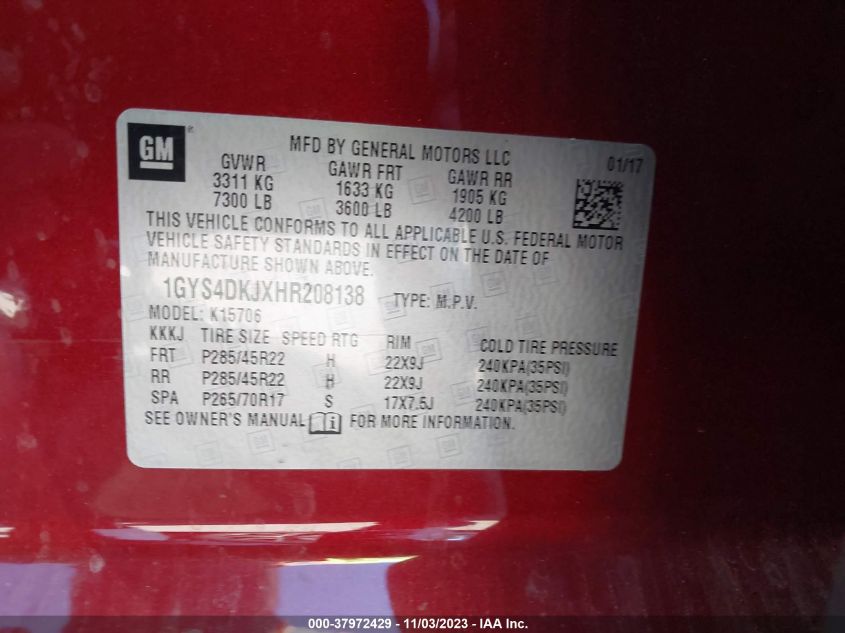 GM
MFD BY GENERAL MOTORS LLC 01/17
GVWR GAWR FRT GAWR RR
3311 KG 1633 KG 1905 KG
7300 LB 3600 LB 4200 LB
THIS VEHICLE CONFORMS TO ALL APPLICABLE U.S. FEDERAL MOTOR
VEHICLE SAFETY STANDARDS IN EFFECT ON THE DATE OF
MANUFACTURE SHOWN ABOVE.
1GYS4DKJXHR208138 TYPE: M.P.V.
MODEL: K15706
KKKJ TIRE SIZE SPEED RTG RIM COLD TIRE PRESSURE
FRT P285/45R22 H 22X9J 240KPA(35PSI)
RR P285/45R22 H 22X9J 240KPA(35PSI)
SPA P265/70R17 S 17X7.5J 240KPA(35PSI)
SEE OWNER'S MANUAL i FOR MORE INFORMATION.
000-37972429 - 11/03/2023 - IAA Inc.